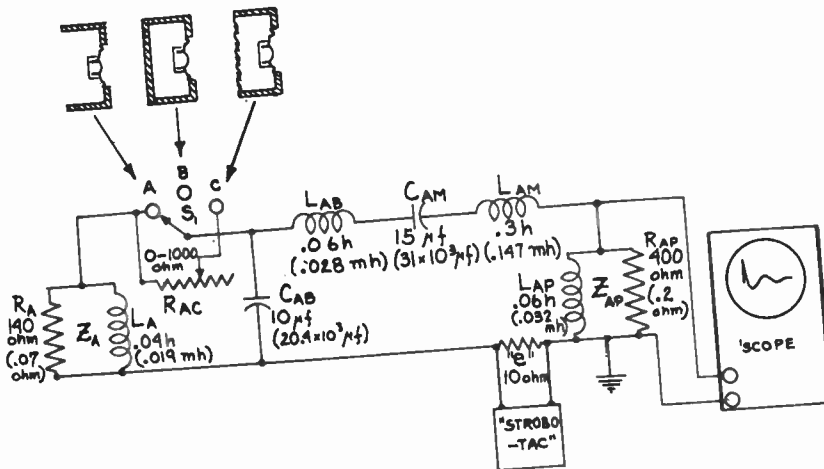 A
B
C
S1
0-1000
ohm
RAC
LAB
.06h
(.028 mh)
CAM
15 µf
(31×10³µf)
LAM
.3h
(.147 mh)
CAB
10 µf
(20.4×10³µf)
RA
140
ohm
(.07
ohm)
ZA
LA
.04h
(.019 mh)
LAP
.06h
(.032
mh)
ZAP
RAP
400
ohm
(.2
ohm)
"e"
10 ohm
"STROBO
-TAC"
'SCOPE